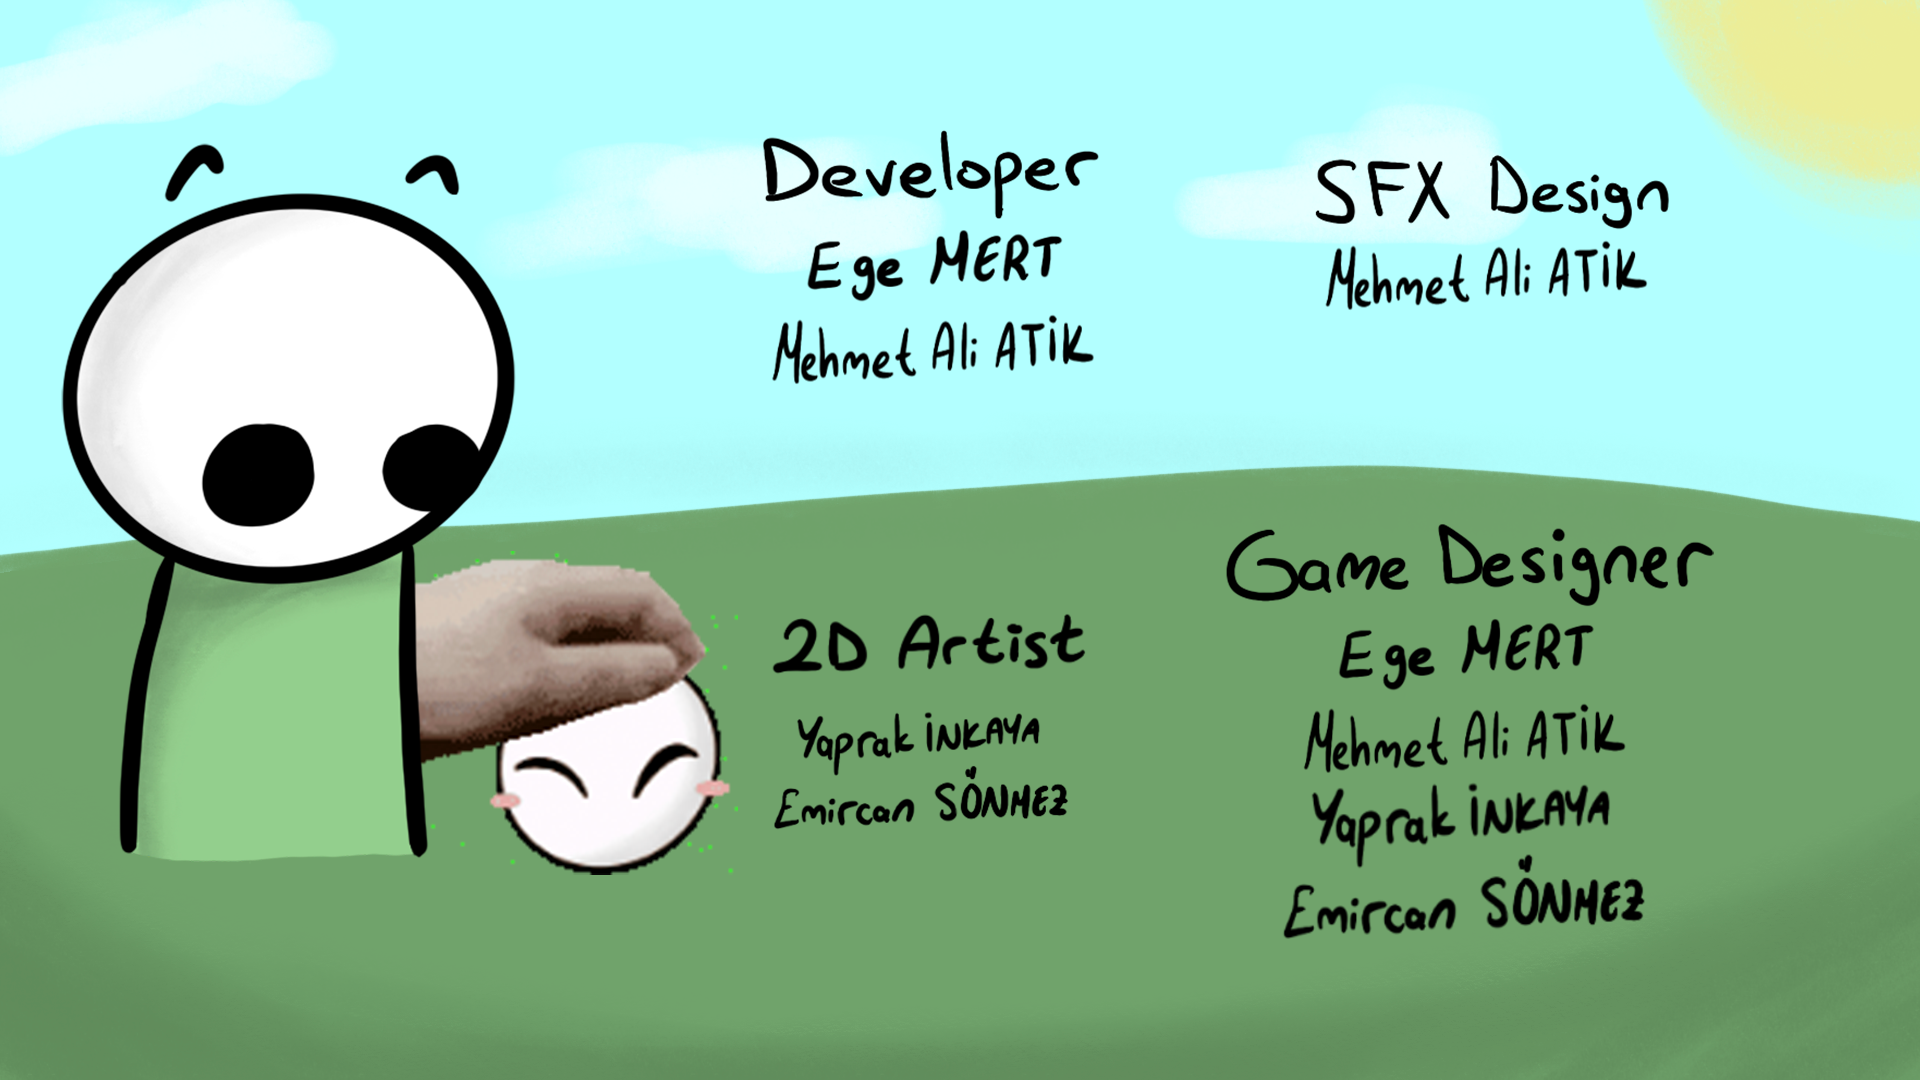 Developer
Ege MERT
Mehmet Ali ATİK
SFX Design
Mehmet Ali ATİK
2D Artist
Yaprak İNKAYA
Emircan SÖNMEZ
Game Designer
Ege MERT
Mehmet Ali ATİK
Yaprak İNKAYA
Emircan SÖNMEZ